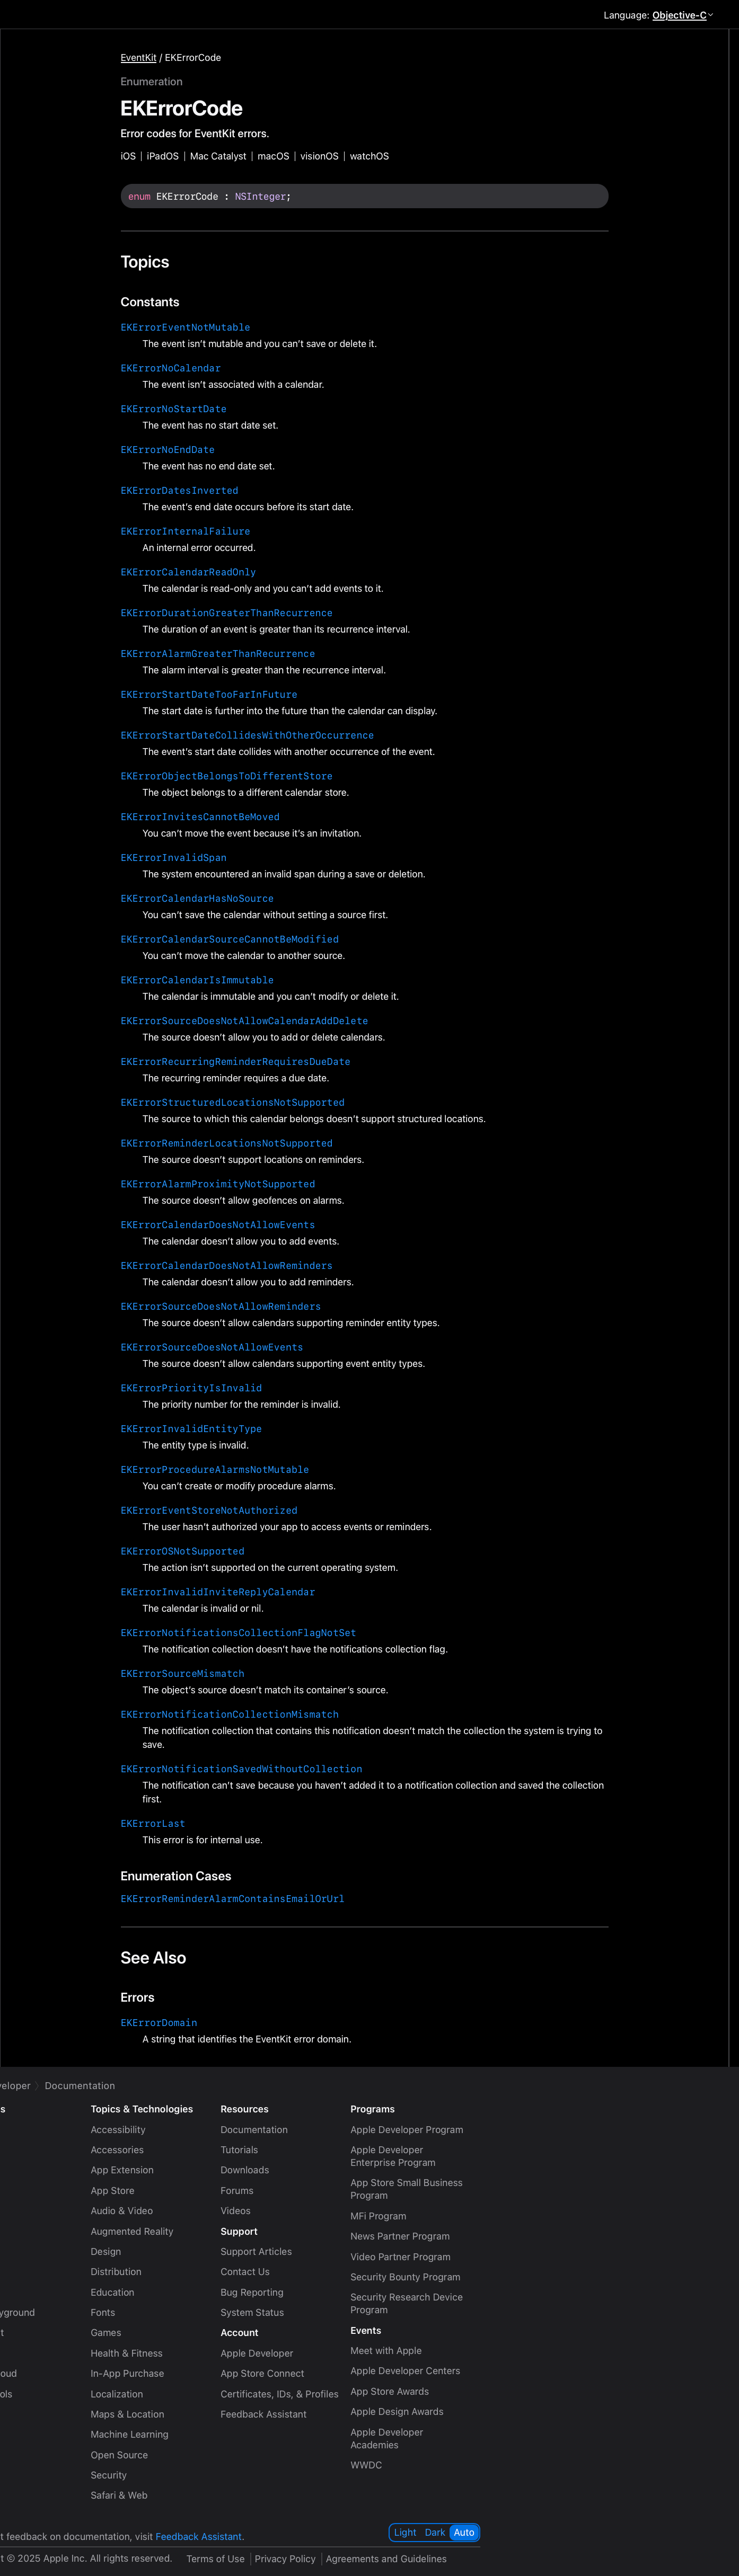 Language: Objective-C
EventKit / EKErrorCode
Enumeration
EKErrorCode
Error codes for EventKit errors.
iOS | iPadOS | Mac Catalyst | macOS | visionOS | watchOS
enum EKErrorCode : NSInteger;
Topics
Constants
EKErrorEventNotMutable
The event isn’t mutable and you can’t save or delete it.
EKErrorNoCalendar
The event isn’t associated with a calendar.
EKErrorNoStartDate
The event has no start date set.
EKErrorNoEndDate
The event has no end date set.
EKErrorDatesInverted
The event’s end date occurs before its start date.
EKErrorInternalFailure
An internal error occurred.
EKErrorCalendarReadOnly
The calendar is read-only and you can’t add events to it.
EKErrorDurationGreaterThanRecurrence
The duration of an event is greater than its recurrence interval.
EKErrorAlarmGreaterThanRecurrence
The alarm interval is greater than the recurrence interval.
EKErrorStartDateTooFarInFuture
The start date is further into the future than the calendar can display.
EKErrorStartDateCollidesWithOtherOccurrence
The event’s start date collides with another occurrence of the event.
EKErrorObjectBelongsToDifferentStore
The object belongs to a different calendar store.
EKErrorInvitesCannotBeMoved
You can’t move the event because it’s an invitation.
EKErrorInvalidSpan
The system encountered an invalid span during a save or deletion.
EKErrorCalendarHasNoSource
You can’t save the calendar without setting a source first.
EKErrorCalendarSourceCannotBeModified
You can’t move the calendar to another source.
EKErrorCalendarIsImmutable
The calendar is immutable and you can’t modify or delete it.
EKErrorSourceDoesNotAllowCalendarAddDelete
The source doesn’t allow you to add or delete calendars.
EKErrorRecurringReminderRequiresDueDate
The recurring reminder requires a due date.
EKErrorStructuredLocationsNotSupported
The source to which this calendar belongs doesn’t support structured locations.
EKErrorReminderLocationsNotSupported
The source doesn’t support locations on reminders.
EKErrorAlarmProximityNotSupported
The source doesn’t allow geofences on alarms.
EKErrorCalendarDoesNotAllowEvents
The calendar doesn’t allow you to add events.
EKErrorCalendarDoesNotAllowReminders
The calendar doesn’t allow you to add reminders.
EKErrorSourceDoesNotAllowReminders
The source doesn’t allow calendars supporting reminder entity types.
EKErrorSourceDoesNotAllowEvents
The source doesn’t allow calendars supporting event entity types.
EKErrorPriorityIsInvalid
The priority number for the reminder is invalid.
EKErrorInvalidEntityType
The entity type is invalid.
EKErrorProcedureAlarmsNotMutable
You can’t create or modify procedure alarms.
EKErrorEventStoreNotAuthorized
The user hasn’t authorized your app to access events or reminders.
EKErrorOSNotSupported
The action isn’t supported on the current operating system.
EKErrorInvalidInviteReplyCalendar
The calendar is invalid or nil.
EKErrorNotificationsCollectionFlagNotSet
The notification collection doesn’t have the notifications collection flag.
EKErrorSourceMismatch
The object’s source doesn’t match its container’s source.
EKErrorNotificationCollectionMismatch
The notification collection that contains this notification doesn’t match the collection the system is trying to
save.
EKErrorNotificationSavedWithoutCollection
The notification can’t save because you haven’t added it to a notification collection and saved the collection
first.
EKErrorLast
This error is for internal use.
Enumeration Cases
EKErrorReminderAlarmContainsEmailOrUrl
See Also
Errors
EKErrorDomain
A string that identifies the EventKit error domain.
veloper 〉 Documentation
s
yground
t
oud
ols
Topics & Technologies
Accessibility
Accessories
App Extension
App Store
Audio & Video
Augmented Reality
Design
Distribution
Education
Fonts
Games
Health & Fitness
In-App Purchase
Localization
Maps & Location
Machine Learning
Open Source
Security
Safari & Web
Resources
Documentation
Tutorials
Downloads
Forums
Videos
Support
Support Articles
Contact Us
Bug Reporting
System Status
Account
Apple Developer
App Store Connect
Certificates, IDs, & Profiles
Feedback Assistant
Programs
Apple Developer Program
Apple Developer
Enterprise Program
App Store Small Business
Program
MFi Program
News Partner Program
Video Partner Program
Security Bounty Program
Security Research Device
Program
Events
Meet with Apple
Apple Developer Centers
App Store Awards
Apple Design Awards
Apple Developer
Academies
WWDC
Light Dark Auto
t feedback on documentation, visit Feedback Assistant.
t © 2025 Apple Inc. All rights reserved. Terms of Use | Privacy Policy | Agreements and Guidelines